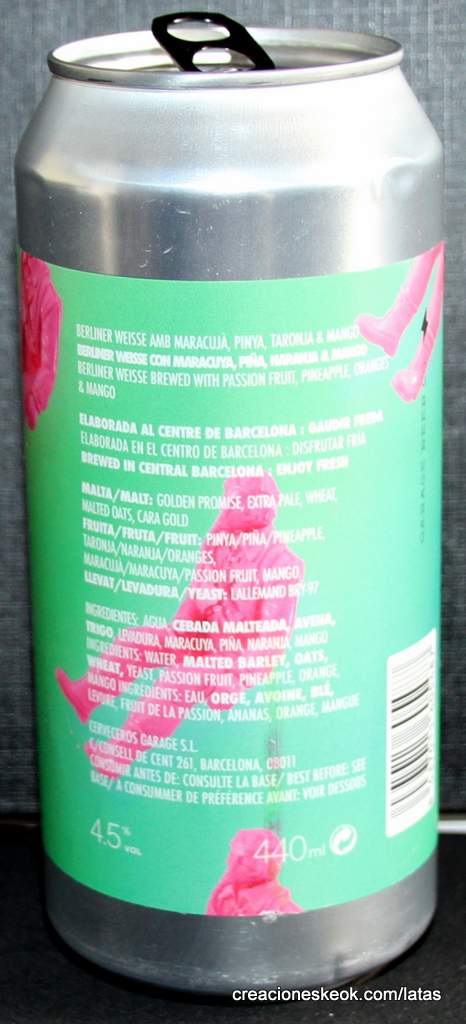 BERLINER WEISSE AMB MARACUJÀ, PINYA, TARONJA & MANGO
BERLINER WEISSE CON MARACUYA, PIÑA, NARANJA & MANGO
BERLINER WEISSE BREWED WITH PASSION FRUIT, PINEAPPLE, ORANGES
& MANGO
ELABORADA AL CENTRE DE BARCELONA : GAUDIR FREDA
ELABORADA EN EL CENTRO DE BARCELONA : DISFRUTAR FRÍA
BREWED IN CENTRAL BARCELONA : ENJOY FRESH
MALTA/MALT: GOLDEN PROMISE, EXTRA PALE, WHEAT,
MALTED OATS, CARA GOLD
FRUITA/FRUTA/FRUIT: PINYA/PIÑA/PINEAPPLE,
TARONJA/NARANJA/ORANGES,
MARACUJÀ/MARACUYA/PASSION FRUIT, MANGO
LLEVAT/LEVADURA/ YEAST: LALLEMAND BRY 97
INGREDIENTES: AGUA, CEBADA MALTEADA, AVENA,
TRIGO, LEVADURA, MARACUYA, PIÑA, NARANJA, MANGO
INGREDIENTS: WATER, MALTED BARLEY, OATS,
WHEAT, YEAST, PASSION FRUIT, PINEAPPLE, ORANGE,
MANGO INGRÉDIENTS: EAU, ORGE, AVOINE, BLÉ,
LEVURE, FRUIT DE LA PASSION, ANANAS, ORANGE, MANGUE
CERVECEROS GARAGE S.L.
C/CONSELL DE CENT 261, BARCELONA, 08011
CONSUMIR ANTES DE: CONSULTE LA BASE/ BEST BEFORE: SEE
BASE/ À CONSUMMER DE PRÉFÉRENCE AVANT: VOIR DESSOUS
4.5% VOL
440ml
GARAGE BEER
creacioneskeok.com/latas